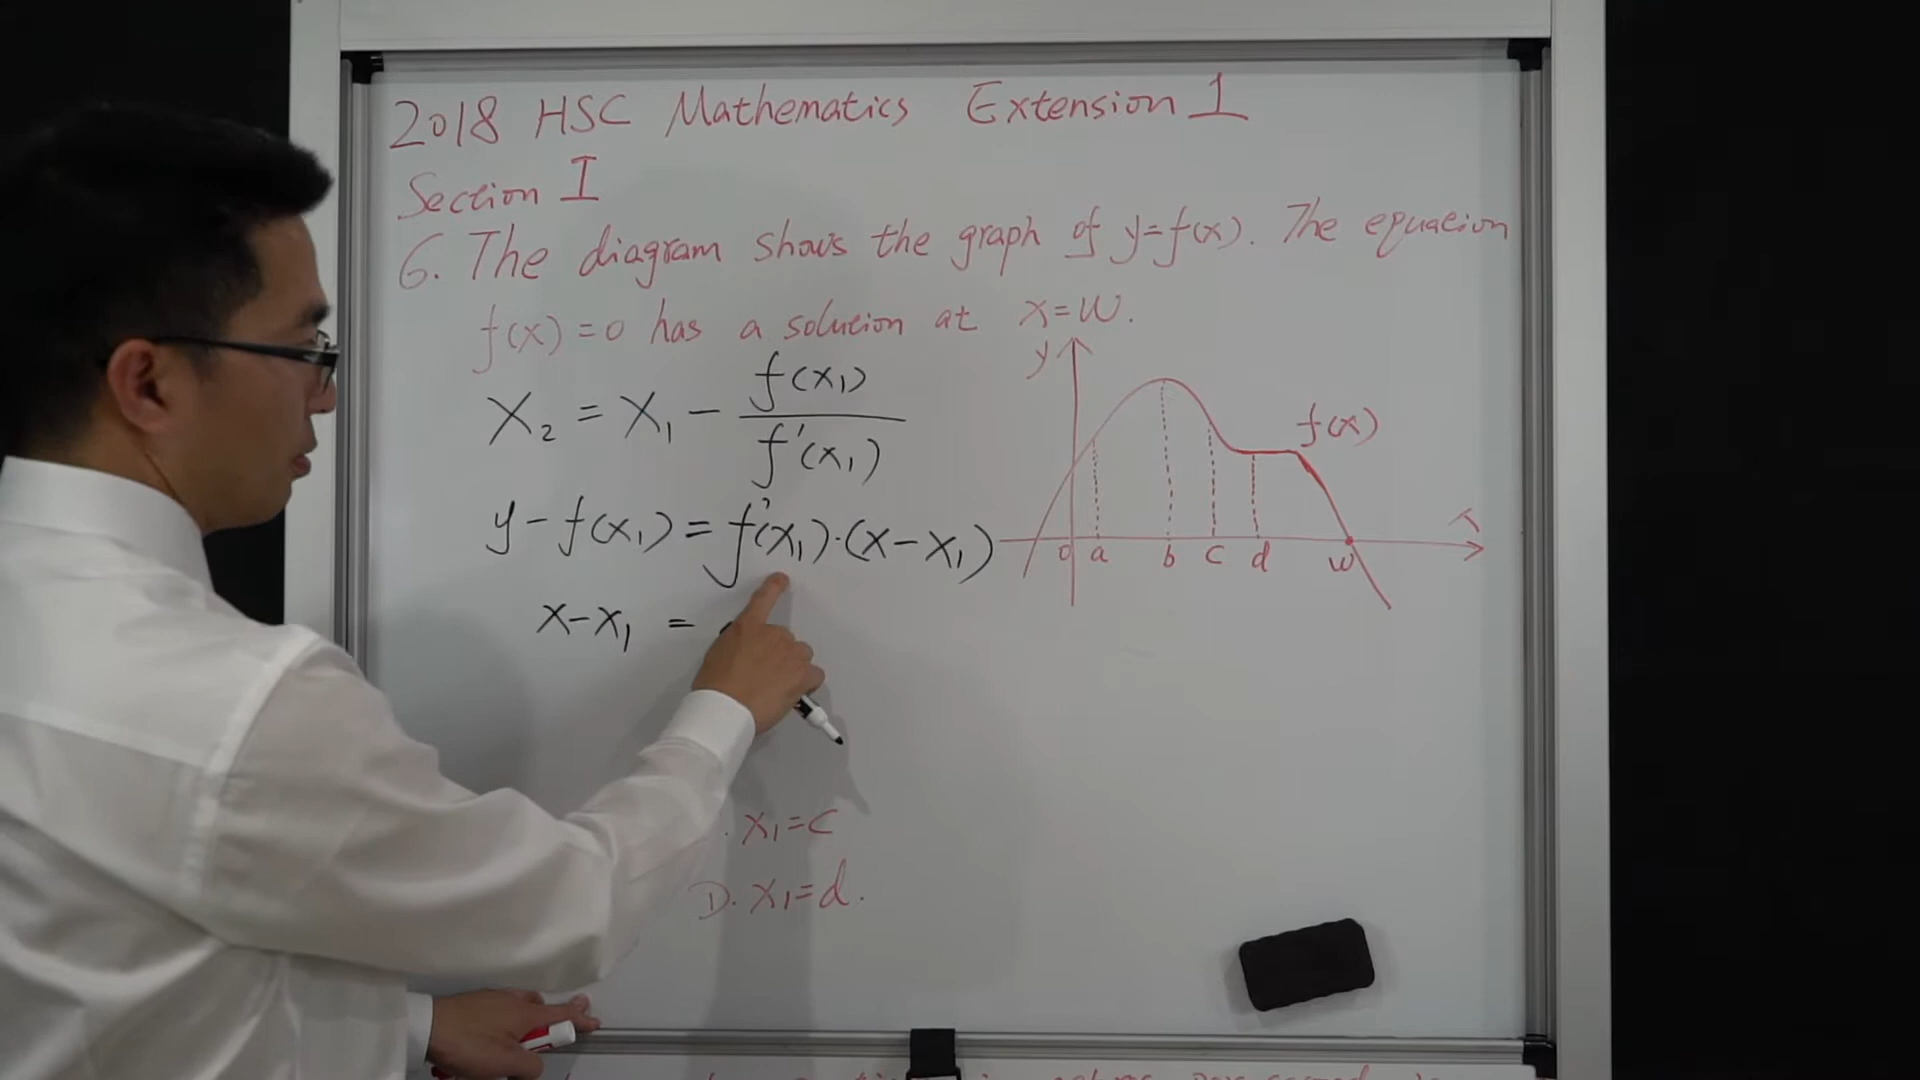 2018 HSC Mathematics Extension 1
Section I
6. The diagram shows the graph of y=f(x). The equation
f(x)=0 has a solution at x=w.
X₂ = X₁ - f(x₁) / f'(x₁)
y - f(x₁) = f'(x₁)·(x-x₁)
x-x₁ =
y
f(x)
0 a b c d w
x₁=c
D. x₁=d.